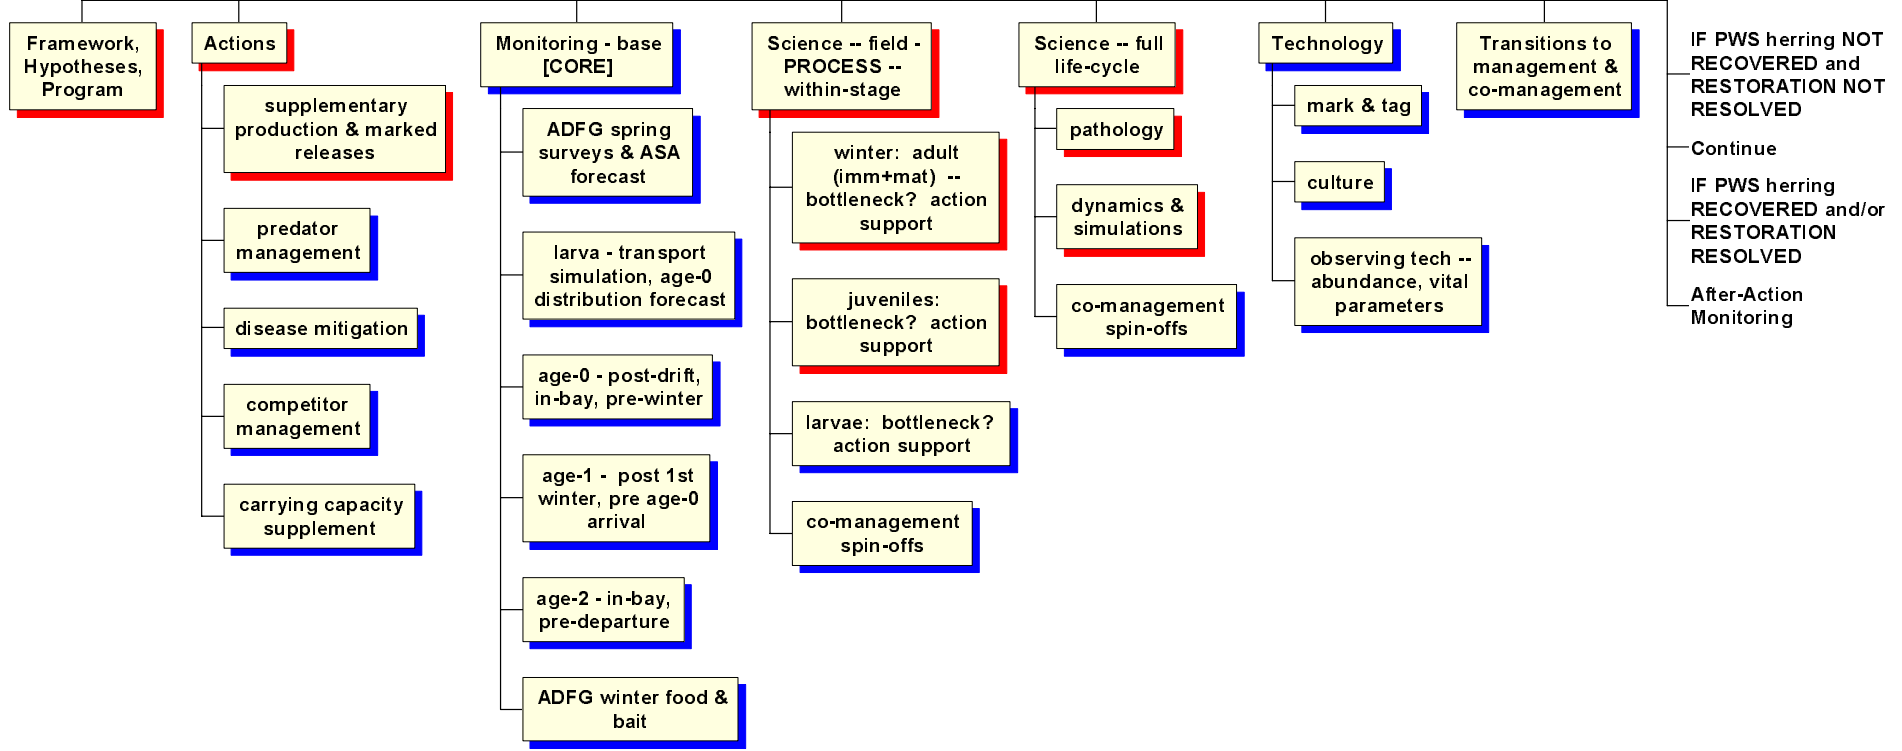 Framework,
Hypotheses,
Program
Actions
supplementary
production & marked
releases
predator
management
disease mitigation
competitor
management
carrying capacity
supplement
Monitoring - base
[CORE]
ADFG spring
surveys & ASA
forecast
larva - transport
simulation, age-0
distribution forecast
age-0 - post-drift,
in-bay, pre-winter
age-1 - post 1st
winter, pre age-0
arrival
age-2 - in-bay,
pre-departure
ADFG winter food &
bait
Science -- field -
PROCESS --
within-stage
winter: adult
(imm+mat) --
bottleneck? action
support
juveniles:
bottleneck? action
support
larvae: bottleneck?
action support
co-management
spin-offs
Science -- full
life-cycle
pathology
dynamics &
simulations
co-management
spin-offs
Technology
mark & tag
culture
observing tech --
abundance, vital
parameters
Transitions to
management &
co-management
IF PWS herring NOT
RECOVERED and
RESTORATION NOT
RESOLVED
Continue
IF PWS herring
RECOVERED and/or
RESTORATION
RESOLVED
After-Action
Monitoring